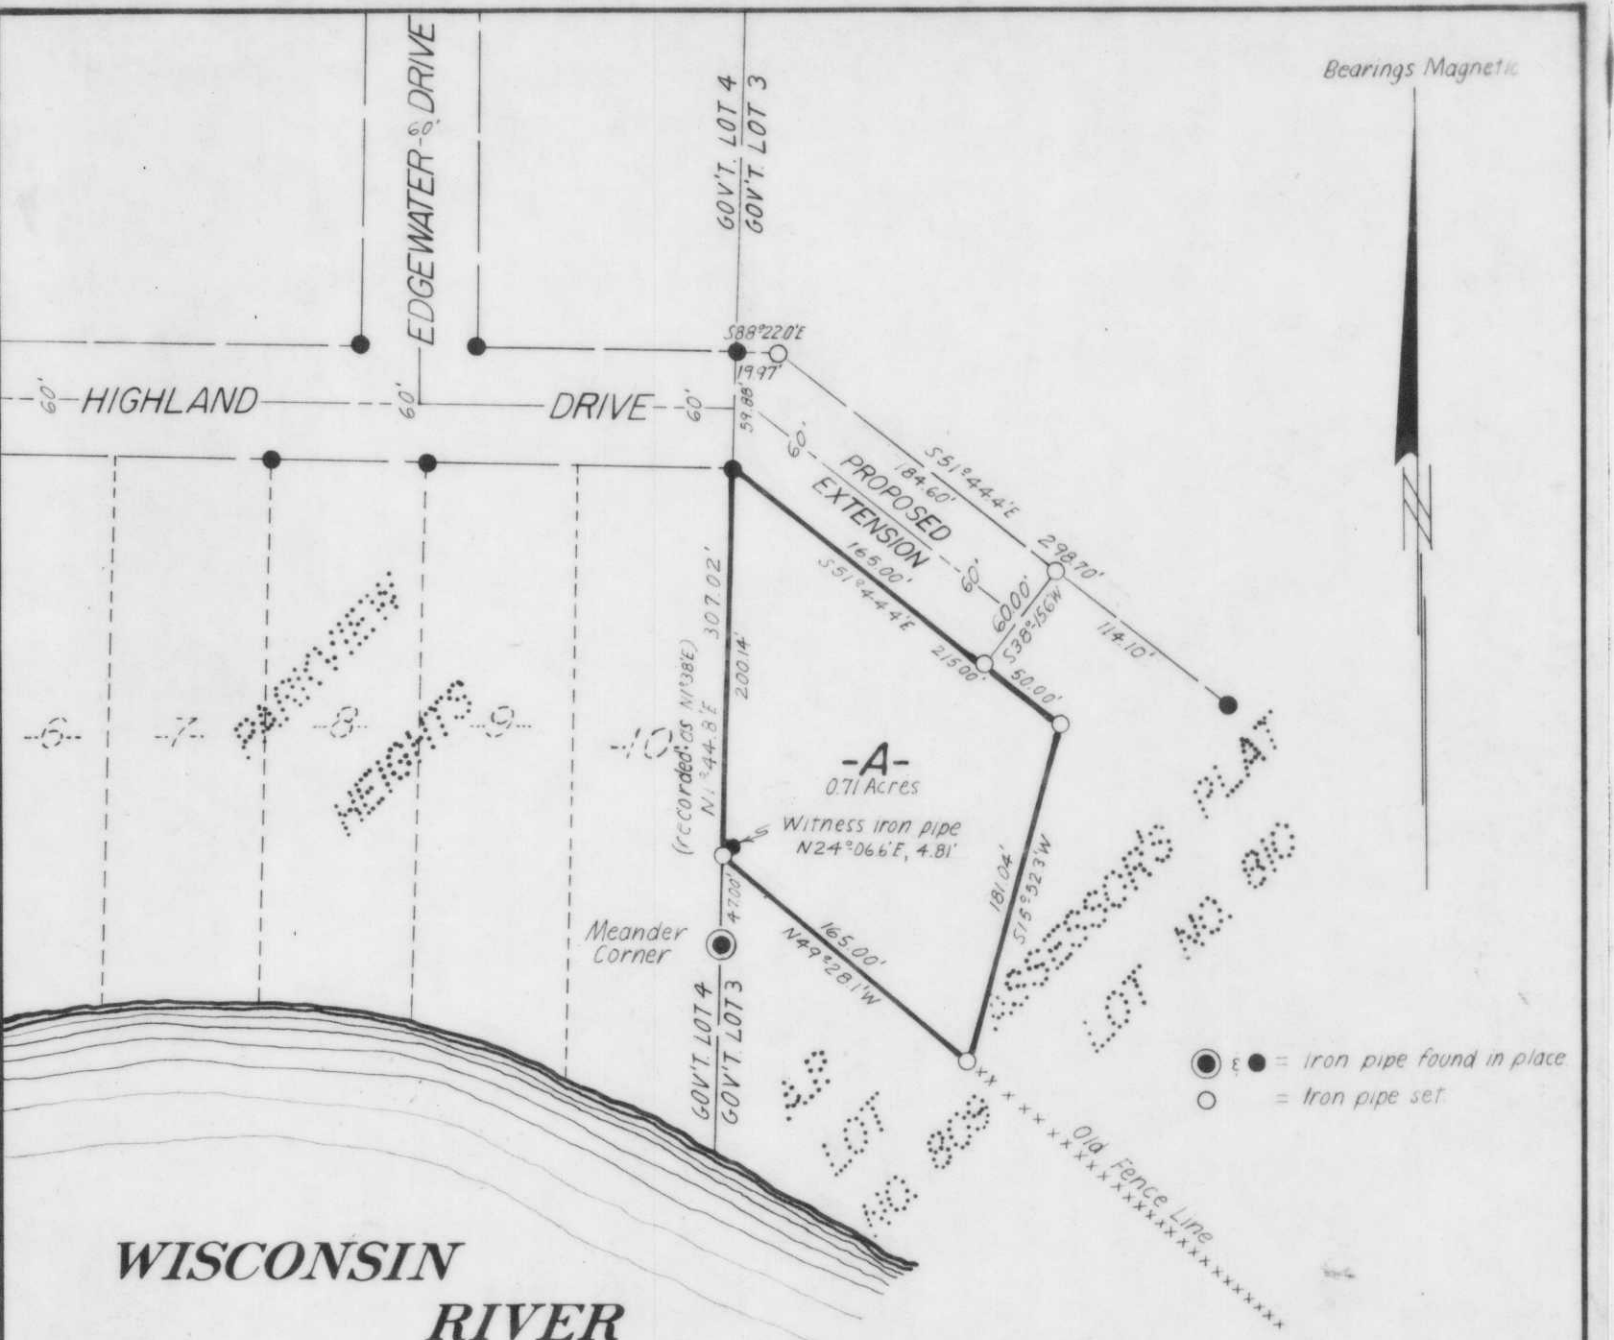 Bearings Magnetic
EDGEWATER DRIVE
60'
GOV'T. LOT 4
GOV'T. LOT 3
S88°22.0'E
19.97'
60'
HIGHLAND
60'
DRIVE
60'
59.88'
60'
PROPOSED
EXTENSION
60'
S51°44.4'E
184.60'
298.70'
114.10'
165.00'
S51°44.4'E
215.00'
50.00'
60.00'
S38°15.6'W
307.02'
200.14'
(recorded as N1°38'E)
N1°44.8'E
-6-
-7-
-8-
-9-
-10-
HEIGHTS
-A-
0.71 Acres
Witness iron pipe
N24°06.6'E, 4.81'
47.00'
Meander
Corner
165.00'
N49°28.1'W
181.04'
S15°52.3'W
ASSESSOR'S PLAT
LOT NO. 810
GOV'T. LOT 4
GOV'T. LOT 3
LOT
NO.
Old Fence Line
& = Iron pipe found in place
= Iron pipe set
WISCONSIN
RIVER